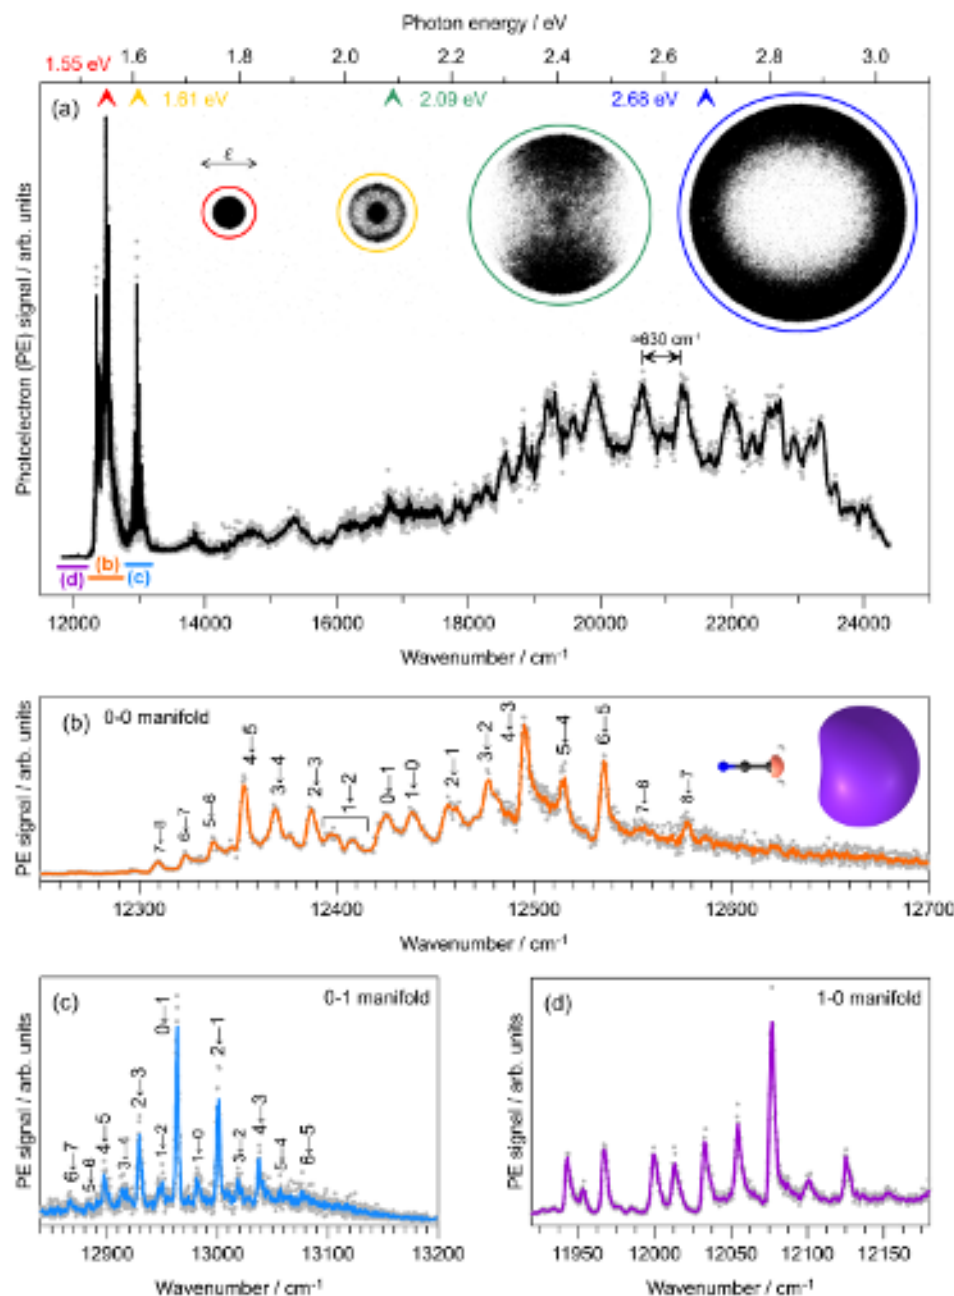 Photon energy / eV
1.55 eV 1.6 1.8 2.0 2.2 2.4 2.6 2.8 3.0
(a) 1.61 eV 2.09 eV 2.68 eV
ε
≈630 cm⁻¹
Photoelectron (PE) signal / arb. units
(d) (b) (c)
12000 14000 16000 18000 20000 22000 24000
Wavenumber / cm⁻¹
(b) 0-0 manifold
PE signal / arb. units
7←8 6←7 5←6 4←5 3←4 2←3 1←2 0←1 1←0 2←1 3←2 4←3 5←4 6←5 7←6 8←7
12300 12400 12500 12600 12700
Wavenumber / cm⁻¹
(c) 0-1 manifold
PE signal / arb. units
6←7 5←6 4←5 3←4 2←3 1←2 0←1 1←0 2←1 3←2 4←3 5←4 6←5
12900 13000 13100 13200
Wavenumber / cm⁻¹
(d) 1-0 manifold
PE signal / arb. units
11950 12000 12050 12100 12150
Wavenumber / cm⁻¹